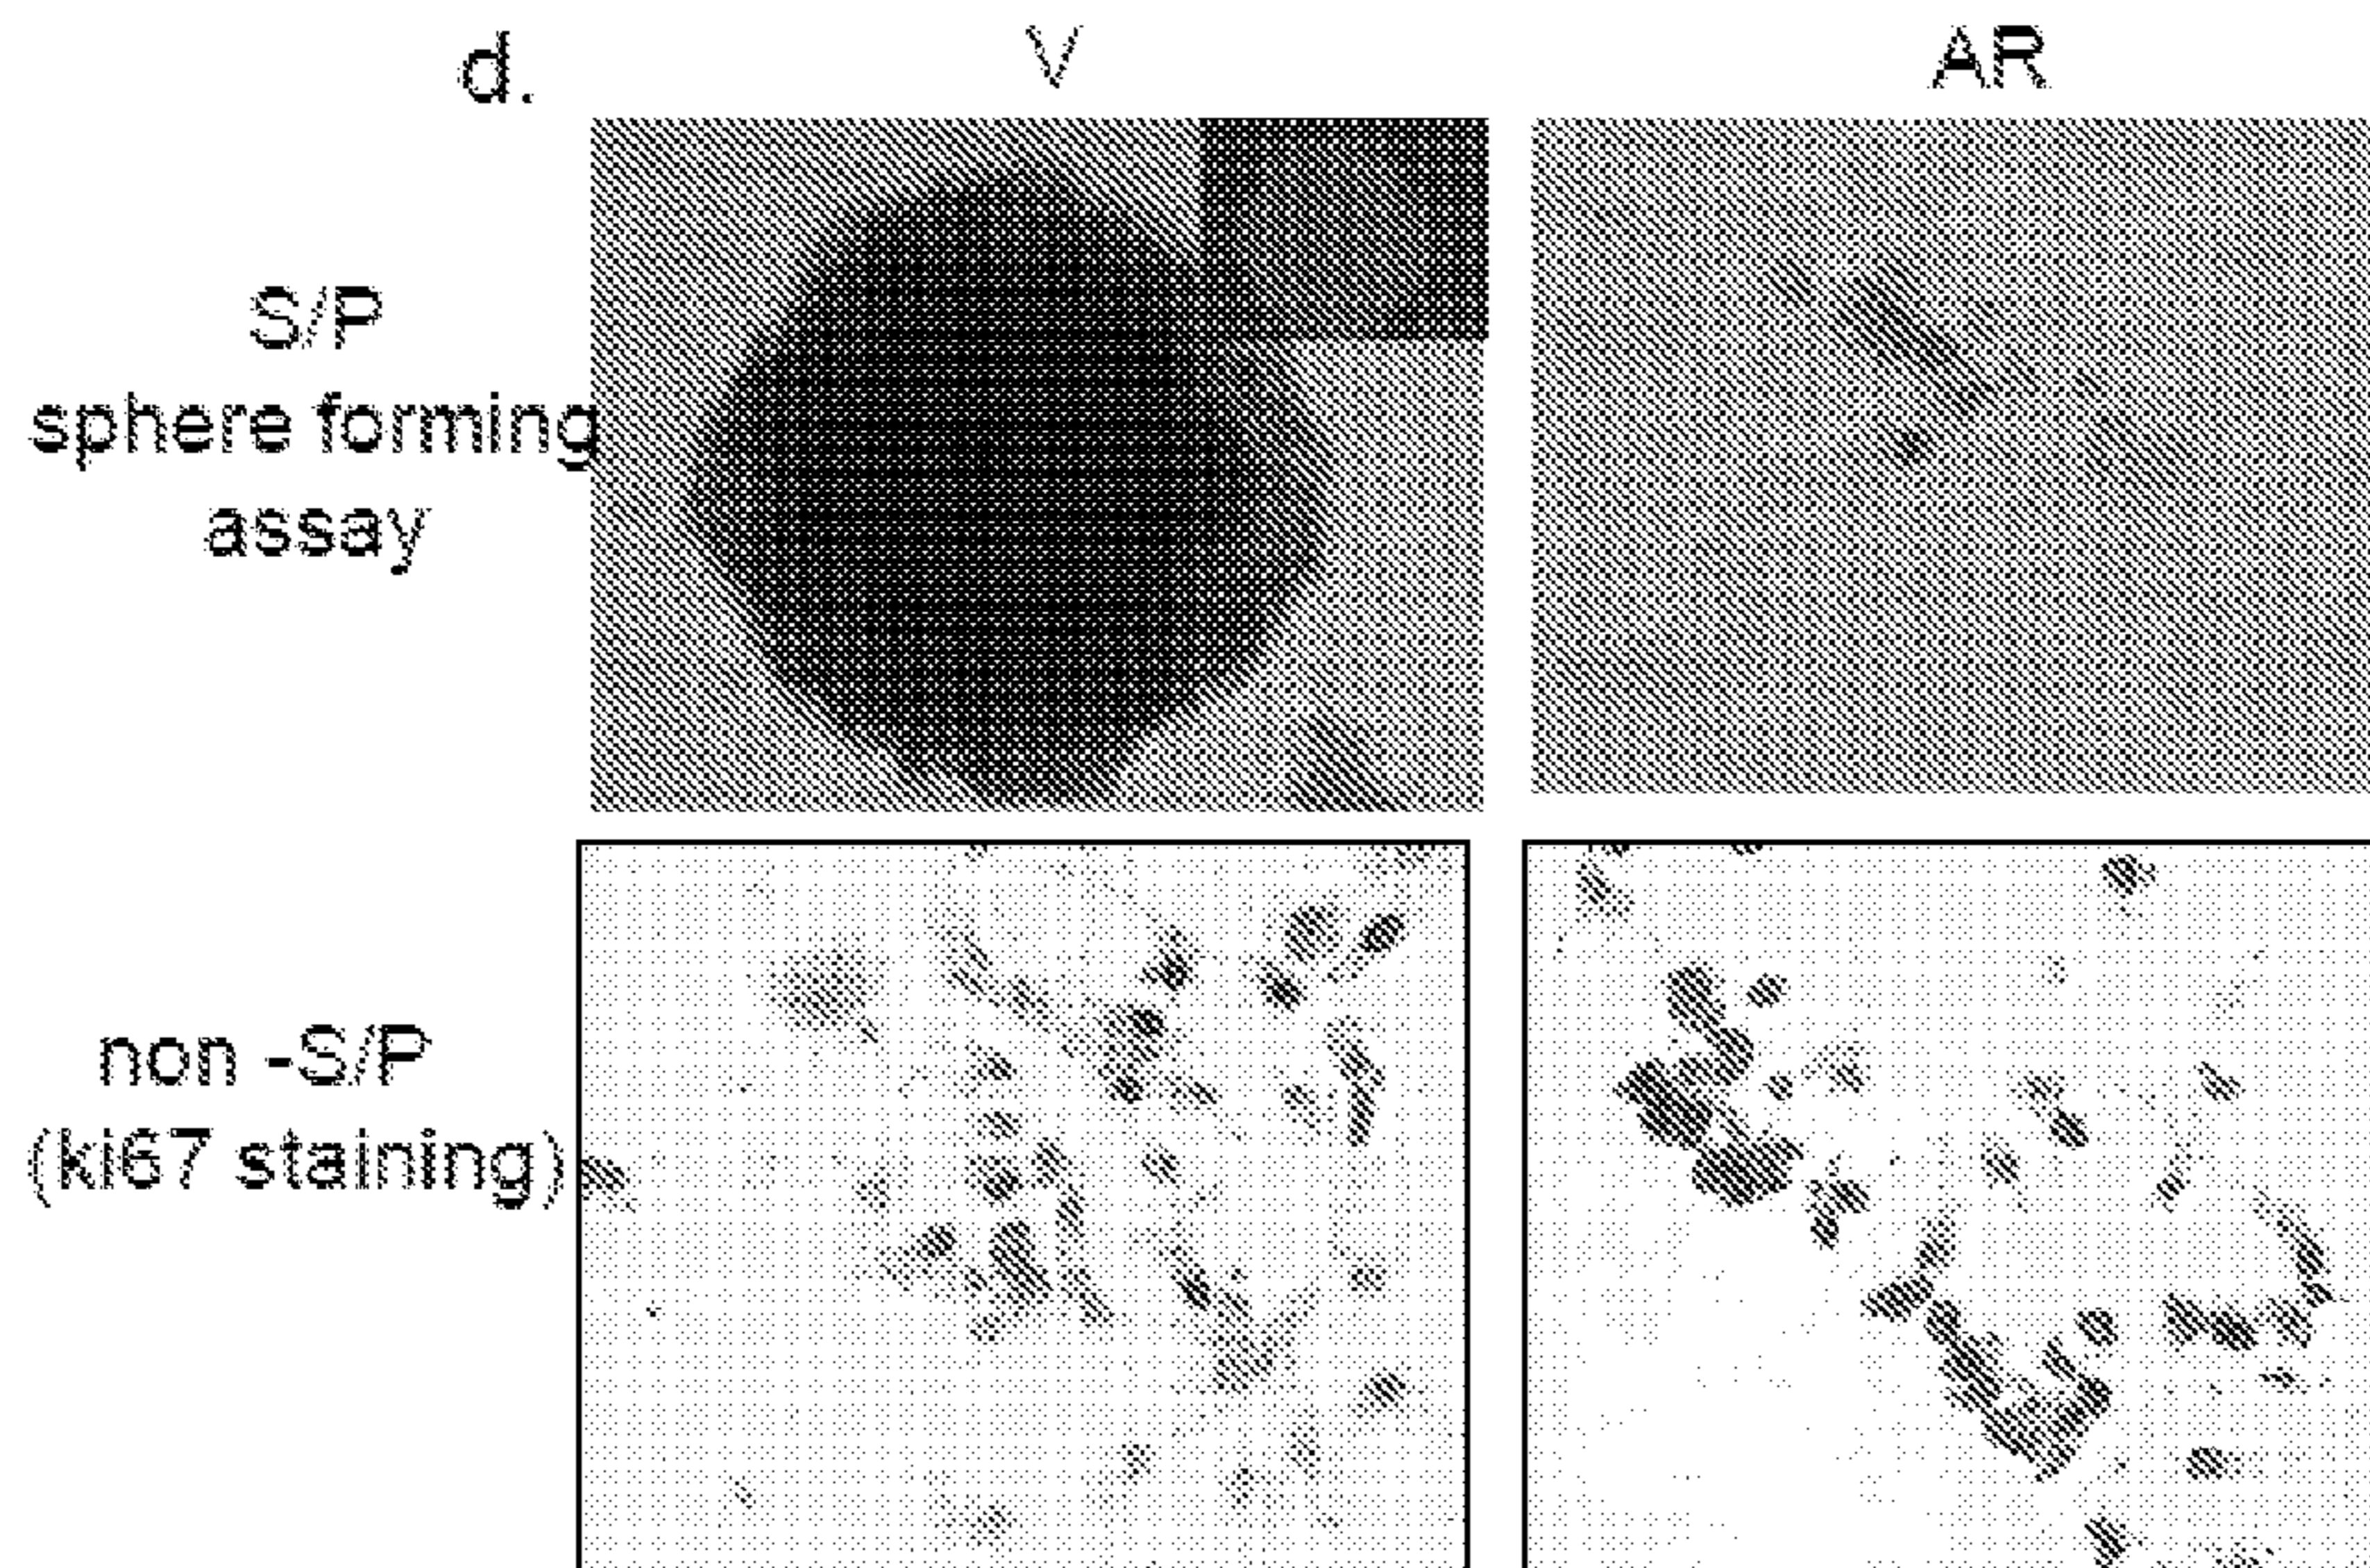 d.
V
AR
S/P
sphere forming
assay
non -S/P
(ki67 staining)